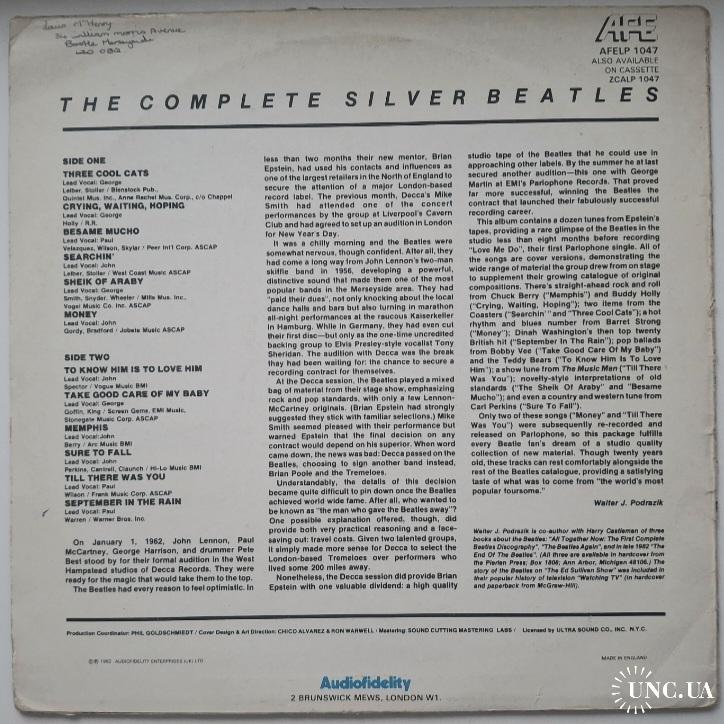 Bootle Merseyside
L20 0BQ
AFE
AFELP 1047
ALSO AVAILABLE
ON CASSETTE
ZCALP 1047
THE COMPLETE SILVER BEATLES
SIDE ONE
THREE COOL CATS
Lead Vocal: George
Leiber, Stoller / Bienstock Pub.,
Quintet Mus. Inc., Anne Rachel Mus. Corp., c/o Chappel
CRYING, WAITING, HOPING
Lead Vocal: George
Holly / R.R.
BESAME MUCHO
Lead Vocal: Paul
Velazquez, Wilson, Skylar / Peer Int'l Corp. ASCAP
SEARCHIN'
Lead Vocal: John
Leiber, Stoller / West Coast Music ASCAP
SHEIK OF ARABY
Lead Vocal: George
Smith, Snyder, Wheeler / Mills Mus. Inc.,
Vogel Music Co. Inc. ASCAP
MONEY
Lead Vocal: John
Gordy, Bradford / Jobete Music ASCAP
SIDE TWO
TO KNOW HIM IS TO LOVE HIM
Lead Vocal: John
Spector / Vogue Music BMI
TAKE GOOD CARE OF MY BABY
Lead Vocal: George
Goffin, King / Screen Gems, EMI Music,
Stonegate Music Corp. ASCAP
MEMPHIS
Lead Vocal: John
Berry / Arc Music BMI
SURE TO FALL
Lead Vocal: John
Perkins, Cantrell, Claunch / Hi-Lo Music BMI
TILL THERE WAS YOU
Lead Vocal: Paul
Wilson / Frank Music Corp. ASCAP
SEPTEMBER IN THE RAIN
Lead Vocal: Paul
Warren / Warner Bros. Inc.
On January 1, 1962, John Lennon, Paul
McCartney, George Harrison, and drummer Pete
Best stood by for their formal audition in the West
Hampstead studios of Decca Records. They were
ready for the magic that would take them to the top.
The Beatles had every reason to feel optimistic. In
less than two months their new mentor, Brian
Epstein, had used his contacts and influences as
one of the largest retailers in the North of England to
secure the attention of a major London-based
record label. The previous month, Decca's Mike
Smith had attended one of the concert
performances by the group at Liverpool's Cavern
Club and had agreed to set up an audition in London
for New Year's Day.
It was a chilly morning and the Beatles were
somewhat nervous, though confident. After all, they
had come a long way from John Lennon's two-man
skiffle band in 1956, developing a powerful,
distinctive sound that made them one of the most
popular bands in the Merseyside area. They had
"paid their dues", not only knocking about the local
dance halls and bars but also turning in marathon
all-night performances at the raucous Kaiserkeller
in Hamburg. While in Germany, they had even cut
their first disc—but only as the one-time uncredited
backing group to Elvis Presley-style vocalist Tony
Sheridan. The audition with Decca was the break
they had been waiting for: the chance to secure a
recording contract for themselves.
At the Decca session, the Beatles played a mixed
bag of material from their stage show, emphasizing
rock and pop standards, with only a few Lennon-
McCartney originals. (Brian Epstein had strongly
suggested they stick with familiar selections.) Mike
Smith seemed pleased with their performance but
warned Epstein that the final decision on any
contract would depend on his superior. When word
came down, the news was bad: Decca passed on the
Beatles, choosing to sign another band instead,
Brian Poole and the Tremeloes.
Understandably, the details of this decision
became quite difficult to pin down once the Beatles
achieved world wide fame. After all, who wanted to
be known as "the man who gave the Beatles away"?
One possible explanation offered, though, did
provide both very practical reasoning and a face-
saving out: travel costs. Given two talented groups,
it simply made more sense for Decca to select the
London-based Tremeloes over performers who
lived some 200 miles away.
Nonetheless, the Decca session did provide Brian
Epstein with one valuable dividend: a high quality
studio tape of the Beatles that he could use in
approaching other labels. By the summer he at last
secured another audition—this one with George
Martin at EMI's Parlophone Records. That proved
far more successful, winning the Beatles the
contract that launched their fabulously successful
recording career.
This album contains a dozen tunes from Epstein's
tapes, providing a rare glimpse of the Beatles in the
studio less than eight months before recording
"Love Me Do", their first Parlophone single. All of
the songs are cover versions, demonstrating the
wide range of material the group drew from on stage
to supplement their growing catalogue of original
compositions. There's straight-ahead rock and roll
from Chuck Berry ("Memphis") and Buddy Holly
("Crying, Waiting, Hoping"); two items from the
Coasters ("Searchin'" and "Three Cool Cats"); a hot
rhythm and blues number from Barret Strong
("Money"); Dinah Washington's then top twenty
British hit ("September In The Rain"); pop ballads
from Bobby Vee ("Take Good Care Of My Baby")
and the Teddy Bears ("To Know Him Is To Love
Him"); a show tune from The Music Man ("Till There
Was You"); novelty-style interpretations of old
standards ("The Sheik Of Araby" and "Besame
Mucho"); and even a country and western tune from
Carl Perkins ("Sure To Fall").
Only two of these songs ("Money" and "Till There
Was You") were subsequently re-recorded and
released on Parlophone, so this package fulfills
every Beatle fan's dream of a studio quality
collection of new material. Though twenty years
old, these tracks can rest comfortably alongside the
rest of the Beatles catalogue, providing a satisfying
taste of what was to come from "the world's most
popular foursome."
Walter J. Podrazik
Walter J. Podrazik is co-author with Harry Castleman of three
books about the Beatles: "All Together Now: The First Complete
Beatles Discography", "The Beatles Again", and in late 1982 "The
End Of The Beatles". (All three are available in hardcover from
the Pierian Press; Box 1808; Ann Arbor, Michigan 48106.) The
story of the Beatles on "The Ed Sullivan Show" was included in
their popular history of television "Watching TV" (in hardcover
and paperback from McGraw-Hill).
Production Coordinator: PHIL GOLDSCHMIEDT / Cover Design & Art Direction: CHICO ALVAREZ & RON WARWELL / Mastering: SOUND CUTTING MASTERING LABS / Licensed by ULTRA SOUND CO., INC. N.Y.C.
©℗ 1982 AUDIOFIDELITY ENTERPRISES (UK) LTD
MADE IN ENGLAND
Audiofidelity
2 BRUNSWICK MEWS, LONDON W1.
UNC.UA